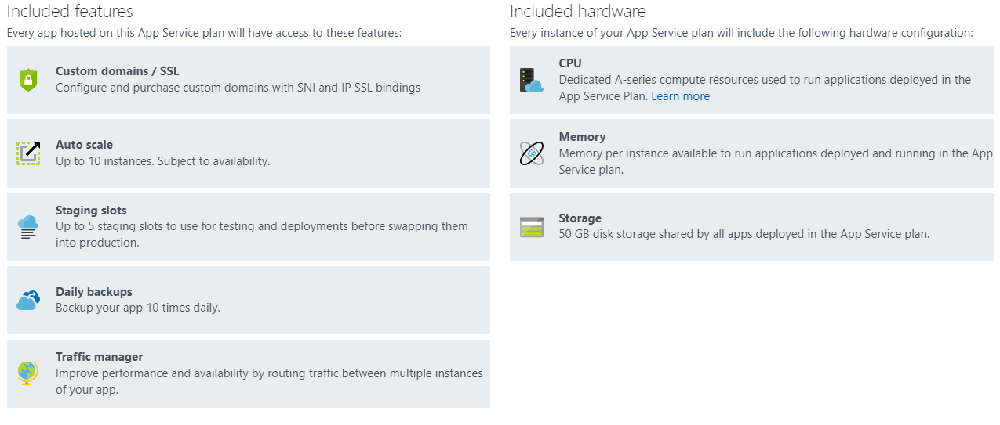 Included features
Every app hosted on this App Service plan will have access to these features:
Custom domains / SSL
Configure and purchase custom domains with SNI and IP SSL bindings
Auto scale
Up to 10 instances. Subject to availability.
Staging slots
Up to 5 staging slots to use for testing and deployments before swapping them
into production.
Daily backups
Backup your app 10 times daily.
Traffic manager
Improve performance and availability by routing traffic between multiple instances
of your app.
Included hardware
Every instance of your App Service plan will include the following hardware configuration:
CPU
Dedicated A-series compute resources used to run applications deployed in the
App Service Plan. Learn more
Memory
Memory per instance available to run applications deployed and running in the App
Service plan.
Storage
50 GB disk storage shared by all apps deployed in the App Service plan.